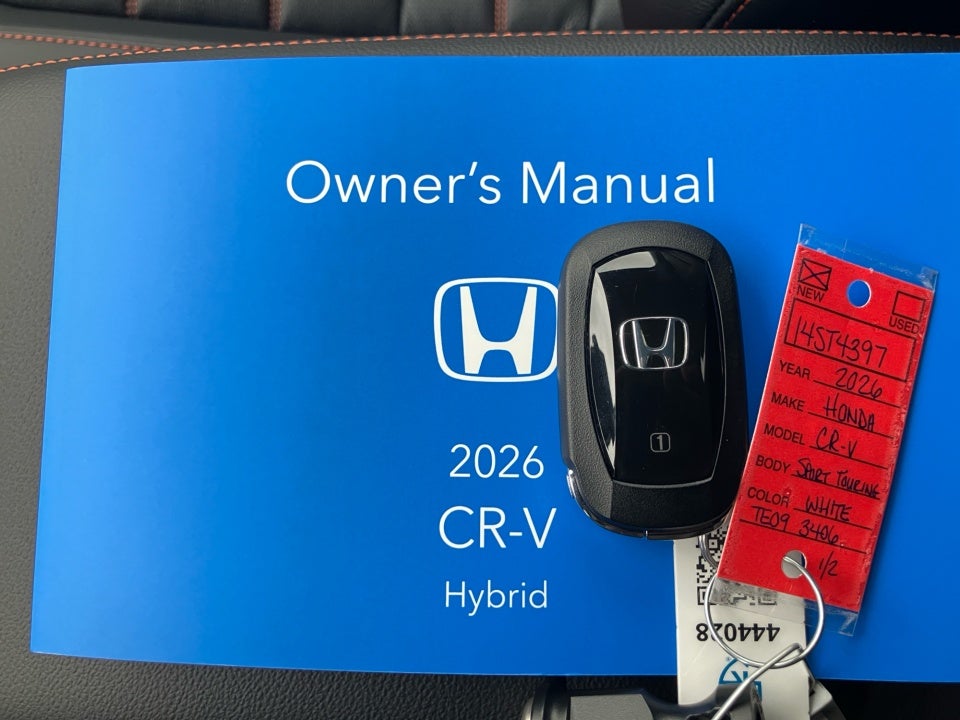 Owner's Manual
2026
CR-V
Hybrid
1
NEW
USED
14ST4397
YEAR 2026
MAKE HONDA
MODEL CR-V
BODY SPORT TOURING
COLOR WHITE
TE09 3406
1/2
444028